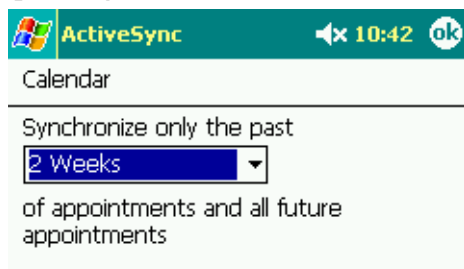 ActiveSync 10:42 ok
Calendar
Synchronize only the past
2 Weeks
of appointments and all future
appointments